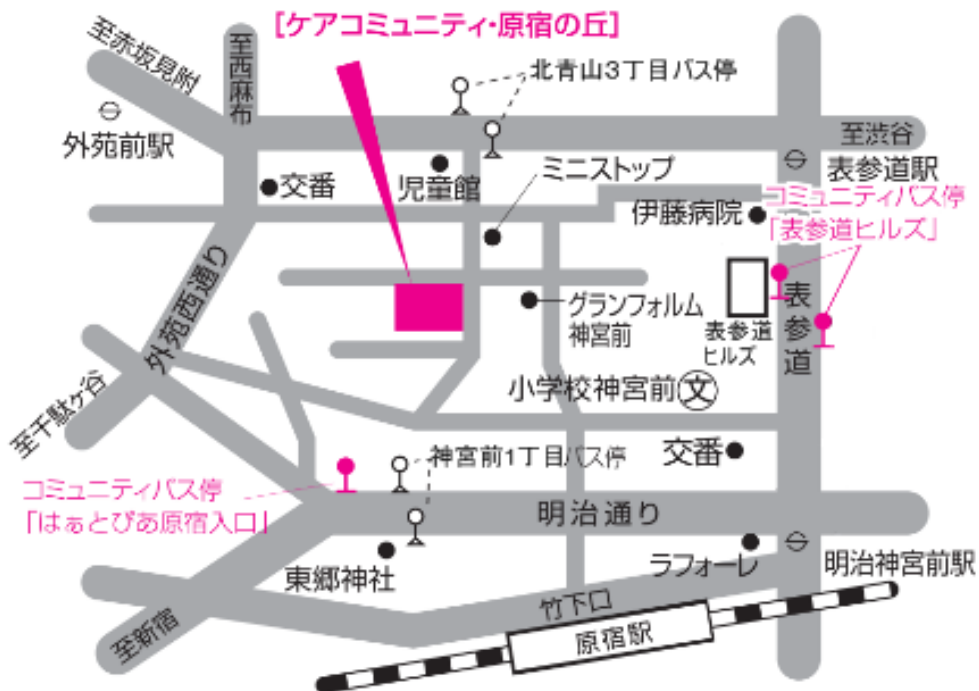 [ケアコミュニティ・原宿の丘]
至赤坂見附
至西麻布
北青山3丁目バス停
外苑前駅
至渋谷
表参道駅
交番
児童館
ミニストップ
伊藤病院
コミュニティバス停
「表参道ヒルズ」
外苑西通り
グランフォルム
神宮前
表参道
ヒルズ
表参道
至千駄ヶ谷
小学校神宮前
文
コミュニティバス停
「はぁとぴあ原宿入口」
神宮前1丁目バス停
交番
明治通り
東郷神社
ラフォーレ
明治神宮前駅
至新宿
竹下口
原宿駅